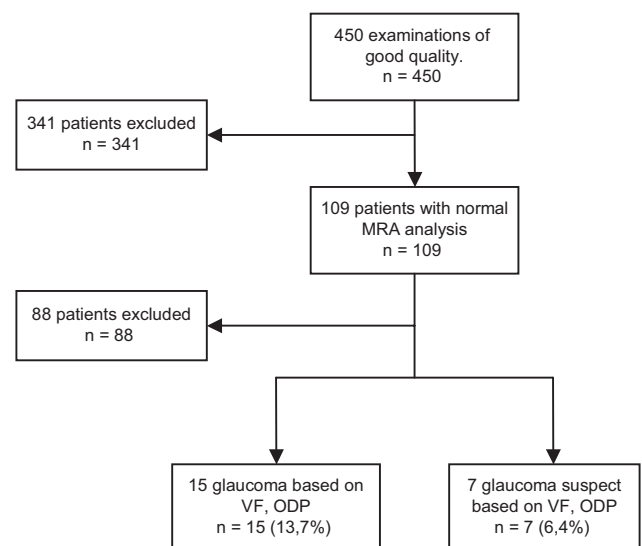 450 examinations of
good quality.
n = 450
341 patients excluded
n = 341
109 patients with normal
MRA analysis
n = 109
88 patients excluded
n = 88
15 glaucoma based on
VF, ODP
n = 15 (13,7%)
7 glaucoma suspect
based on VF, ODP
n = 7 (6,4%)